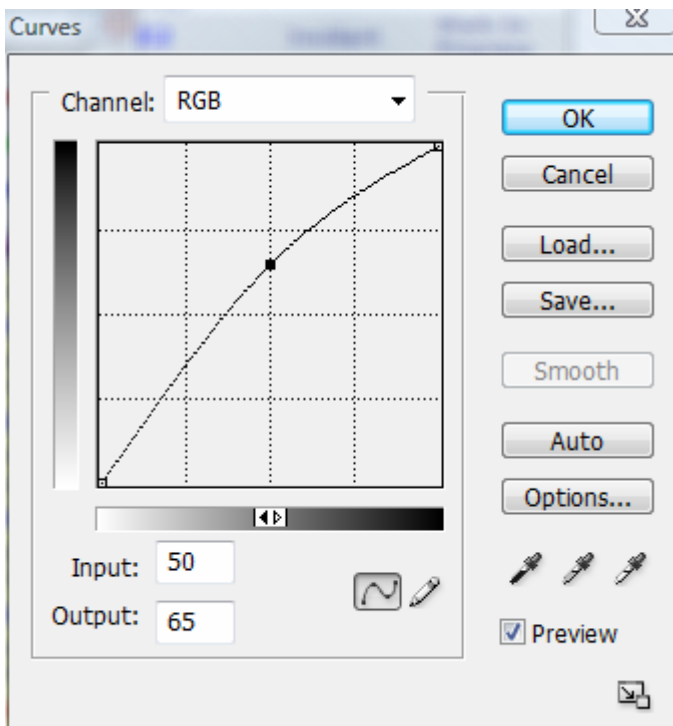 Curves
Channel: RGB
OK
Cancel
Load...
Save...
Smooth
Auto
Options...
Input: 50
Output: 65
Preview